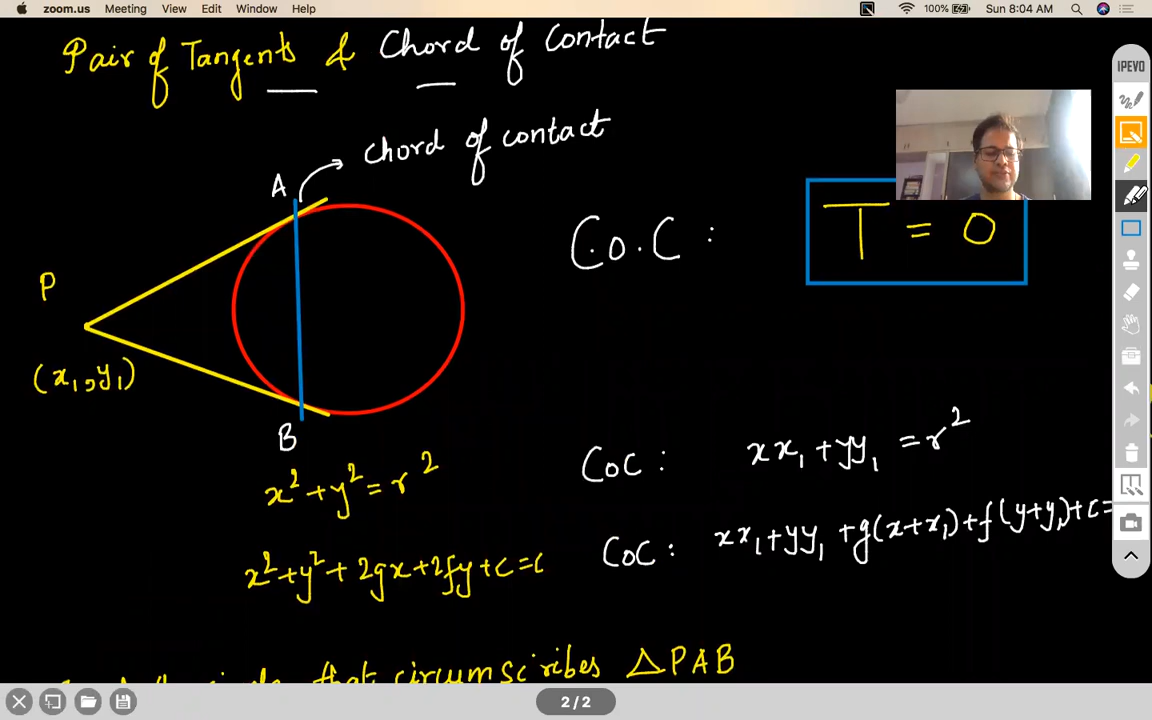 zoom.us Meeting View Edit Window Help 100% Sun 8:04 AM
Pair of Tangents & Chord of Contact
IPEVO
chord of contact
A
C.o.C : T = 0
P
(x₁,y₁)
B
CoC : xx₁ + yy₁ = r²
x² + y² = r²
CoC : xx₁ + yy₁ + g(x+x₁) + f(y+y₁) + c =
x² + y² + 2gx + 2fy + c =
that circumscribes △PAB
2 / 2